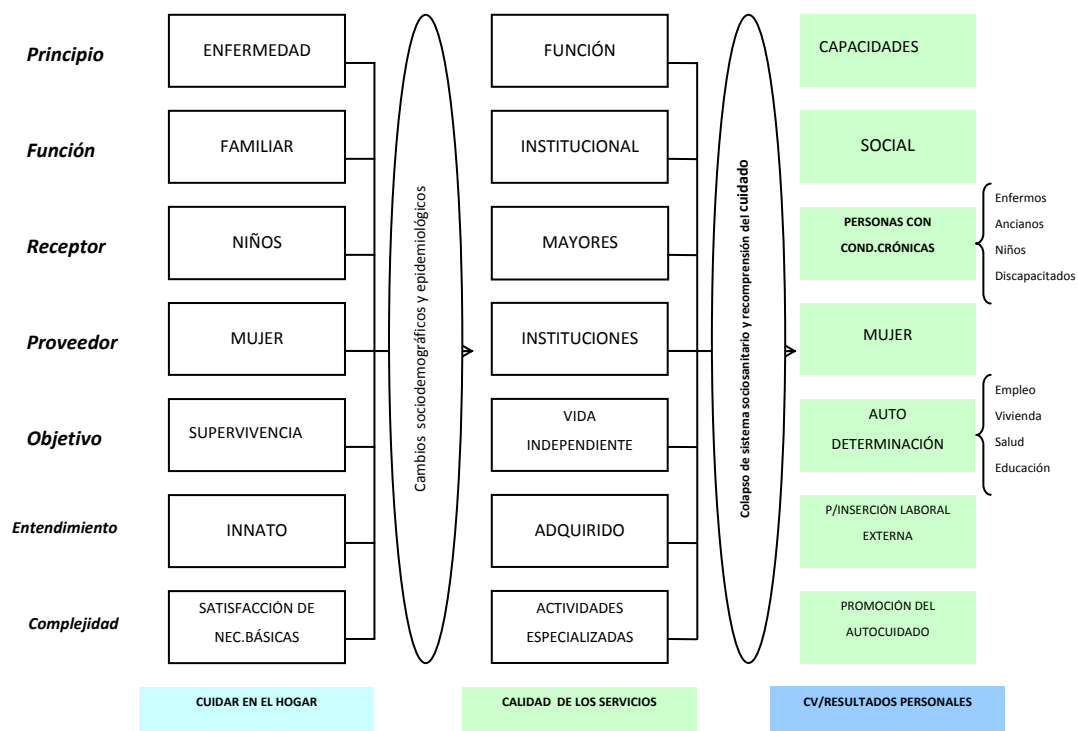 Principio
ENFERMEDAD
FUNCIÓN
CAPACIDADES
Función
FAMILIAR
INSTITUCIONAL
SOCIAL
Receptor
NIÑOS
MAYORES
PERSONAS CON
COND.CRÓNICAS
Enfermos
Ancianos
Niños
Discapacitados
Proveedor
MUJER
INSTITUCIONES
MUJER
Objetivo
SUPERVIVENCIA
VIDA
INDEPENDIENTE
AUTO
DETERMINACIÓN
Empleo
Vivienda
Salud
Educación
Entendimiento
INNATO
ADQUIRIDO
P/INSERCIÓN LABORAL
EXTERNA
Complejidad
SATISFACCIÓN DE
NEC.BÁSICAS
ACTIVIDADES
ESPECIALIZADAS
PROMOCIÓN DEL
AUTOCUIDADO
Cambios sociodemográficos y epidemiológicos
Colapso de sistema sociosanitario y recomprensión del cuidado
CUIDAR EN EL HOGAR
CALIDAD DE LOS SERVICIOS
CV/RESULTADOS PERSONALES